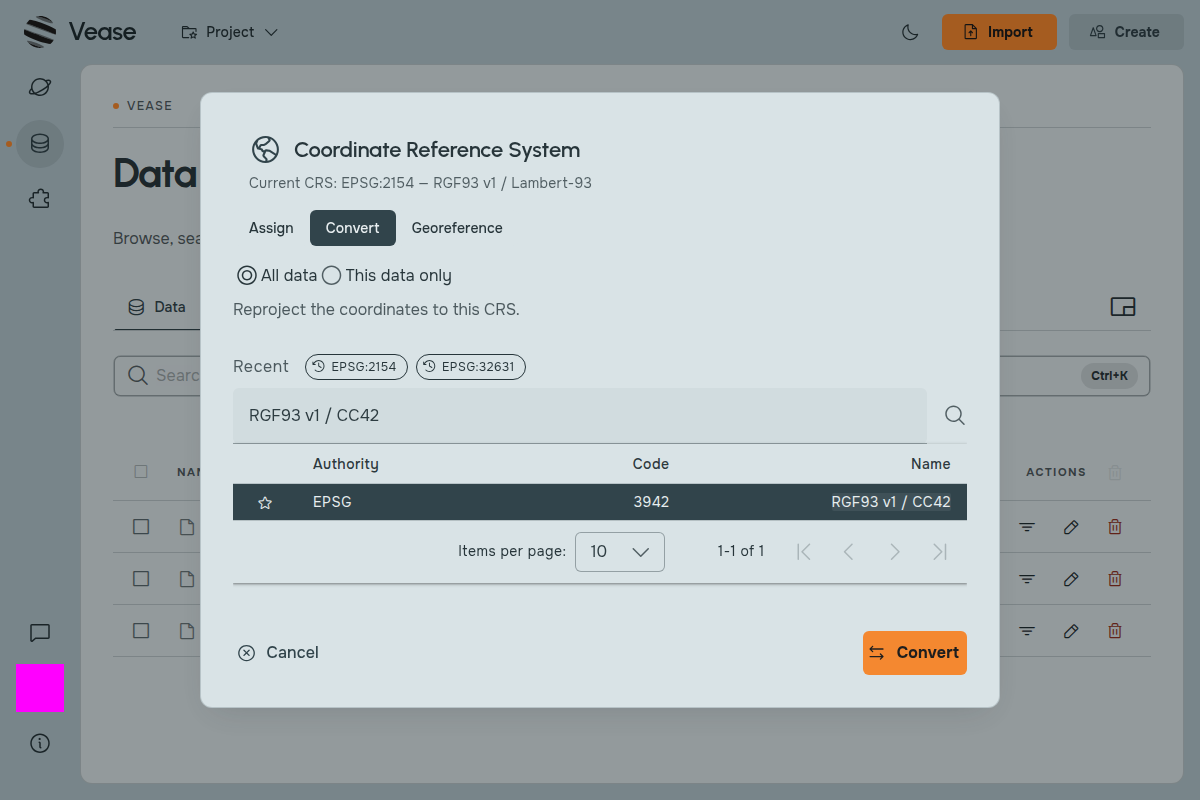 Vease
Project
Import
Create
VEASE
Data
Browse, sea
Data
Searc
Ctrl+K
NAM
ACTIONS
Coordinate Reference System
Current CRS: EPSG:2154 — RGF93 v1 / Lambert-93
Assign
Convert
Georeference
All data
This data only
Reproject the coordinates to this CRS.
Recent
EPSG:2154
EPSG:32631
RGF93 v1 / CC42
Authority Code Name
EPSG 3942 RGF93 v1 / CC42
Items per page: 10 1-1 of 1
Cancel
Convert